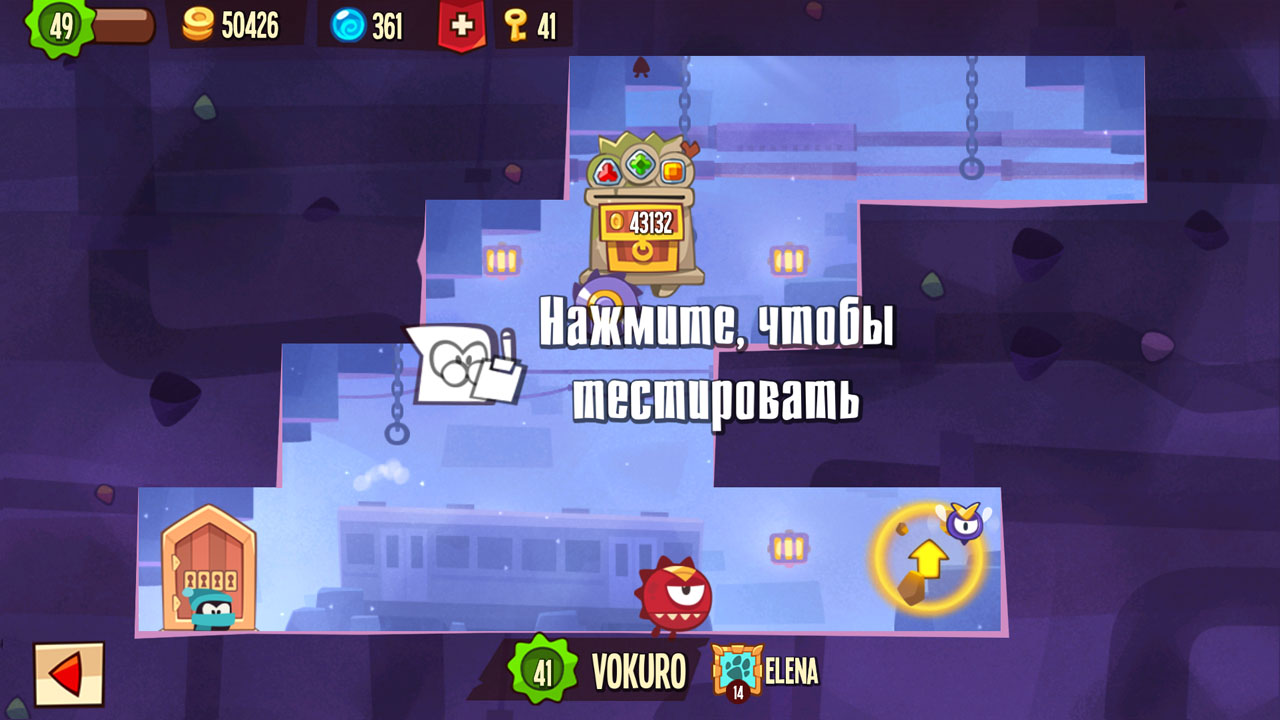 49 50426 361 41
43132
Нажмите, чтобы
тестировать
41 VOKURO 14 ELENA